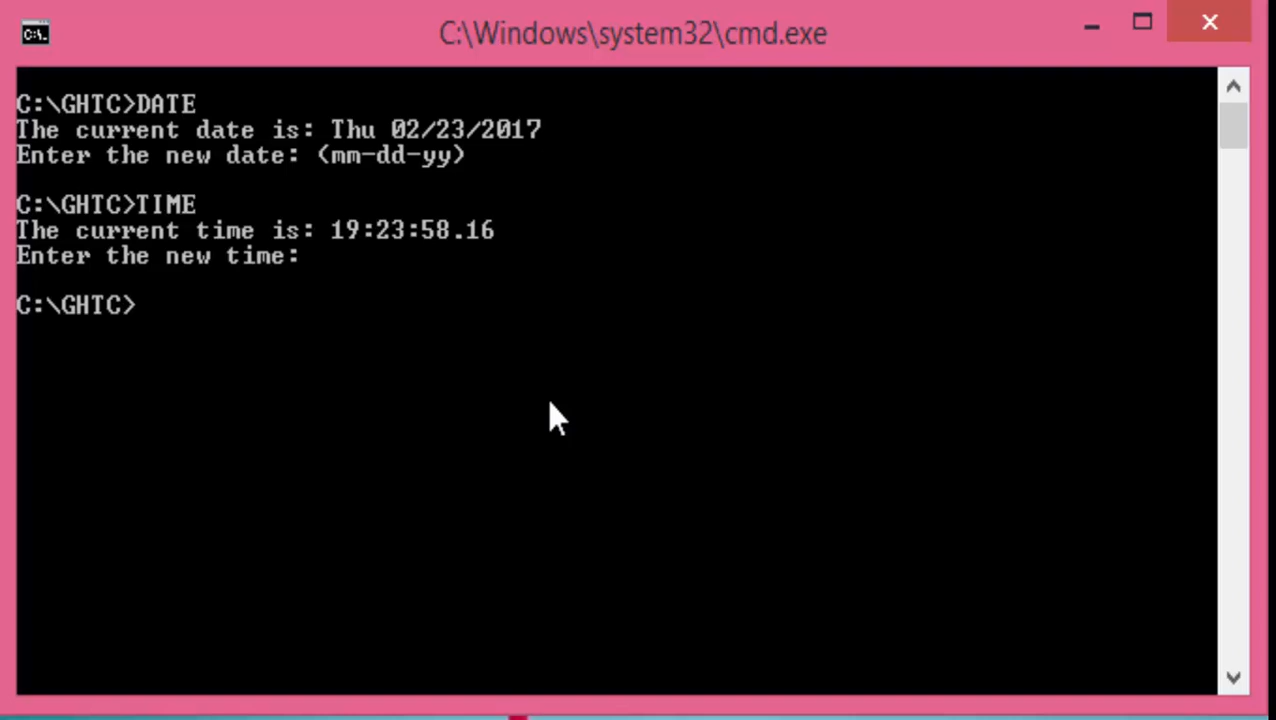 C:\Windows\system32\cmd.exe
C:\GHTC>DATE
The current date is: Thu 02/23/2017
Enter the new date: (mm-dd-yy)
C:\GHTC>TIME
The current time is: 19:23:58.16
Enter the new time:
C:\GHTC>